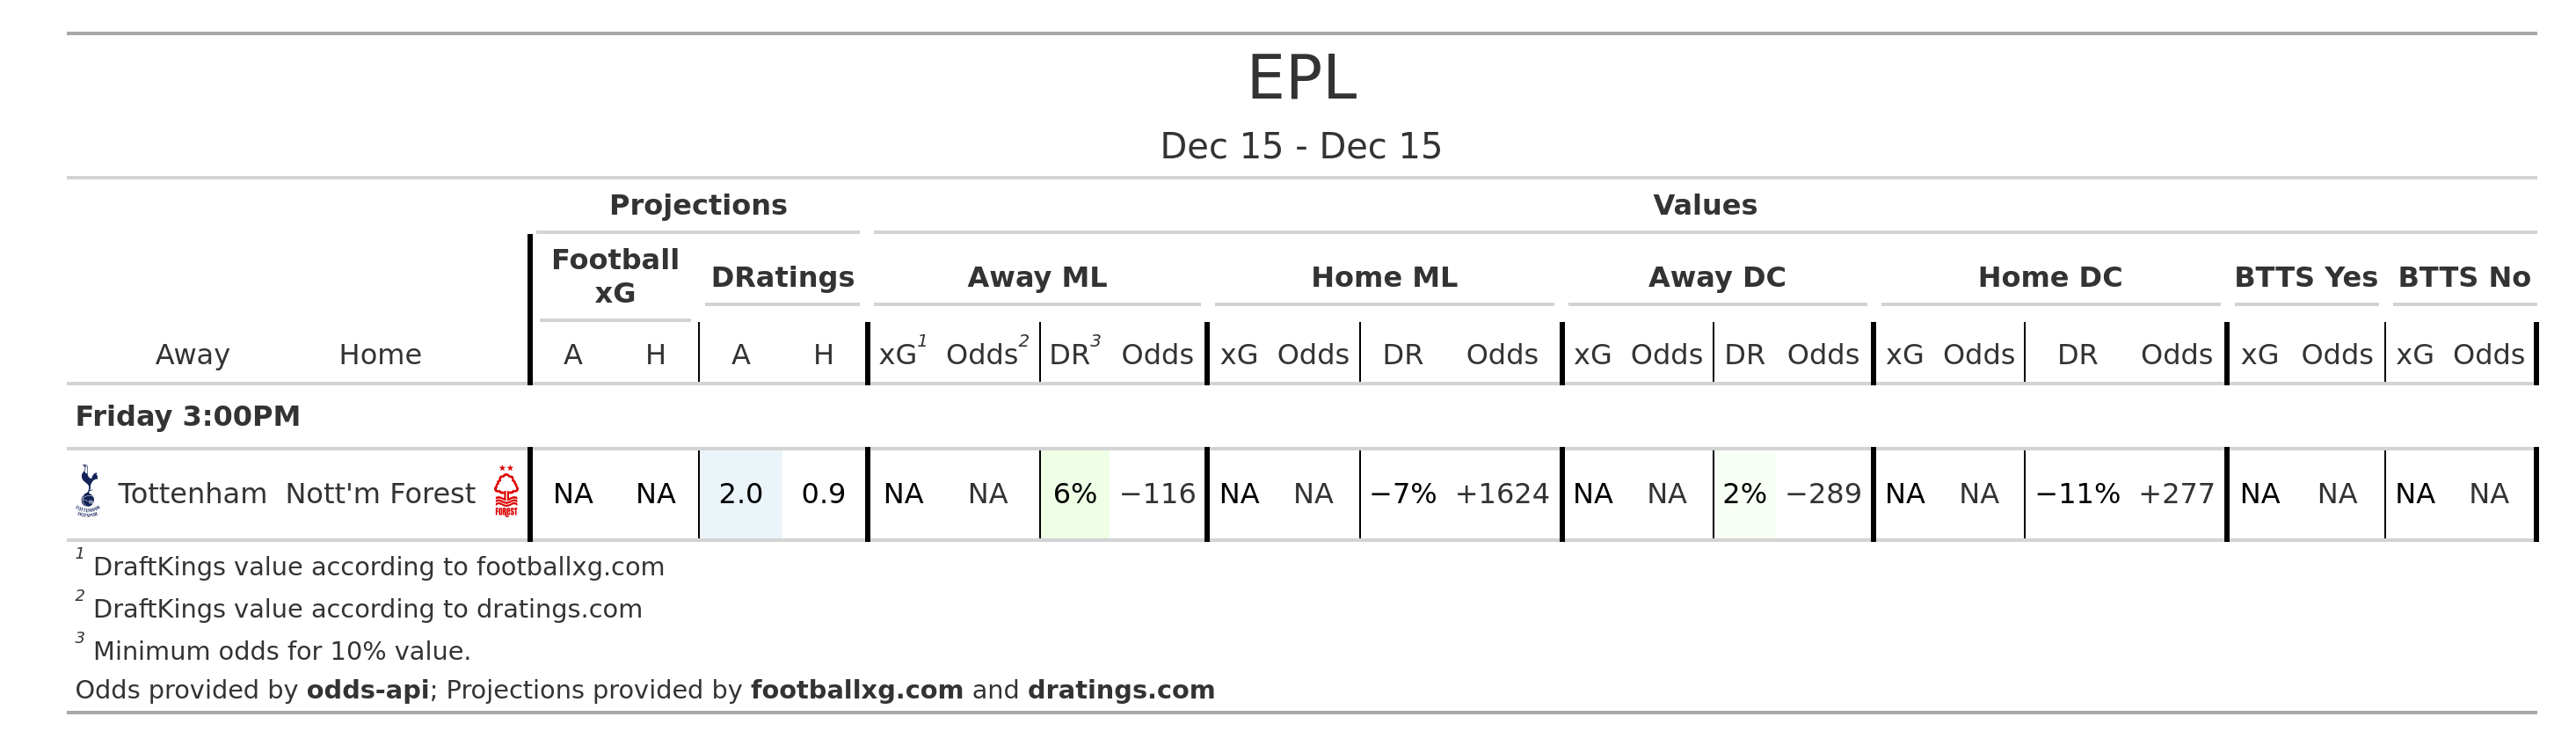 EPL
Dec 15 - Dec 15
Projections Values
Football xG DRatings Away ML Home ML Away DC Home DC BTTS Yes BTTS No
Away Home A H A H xG1 Odds2 DR3 Odds xG Odds DR Odds xG Odds DR Odds xG Odds DR Odds xG Odds xG Odds
Friday 3:00PM
Tottenham Nott'm Forest FOREST NA NA 2.0 0.9 NA NA 6% −116 NA NA −7% +1624 NA NA 2% −289 NA NA −11% +277 NA NA NA NA
1 DraftKings value according to footballxg.com
2 DraftKings value according to dratings.com
3 Minimum odds for 10% value.
Odds provided by odds-api; Projections provided by footballxg.com and dratings.com